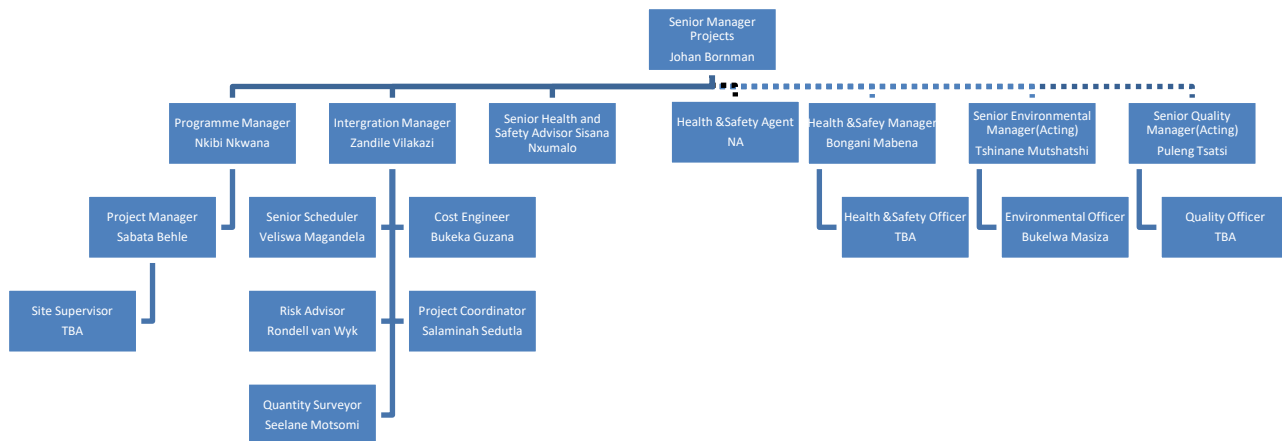 Senior Manager
Projects
Johan Bornman
Programme Manager
Nkibi Nkwana
Intergration Manager
Zandile Vilakazi
Senior Health and
Safety Advisor Sisana
Nxumalo
Health &Safety Agent
NA
Health &Safey Manager
Bongani Mabena
Senior Environmental
Manager(Acting)
Tshinane Mutshatshi
Senior Quality
Manager(Acting)
Puleng Tsatsi
Project Manager
Sabata Behle
Senior Scheduler
Veliswa Magandela
Cost Engineer
Bukeka Guzana
Health &Safety Officer
TBA
Environmental Officer
Bukelwa Masiza
Quality Officer
TBA
Site Supervisor
TBA
Risk Advisor
Rondell van Wyk
Project Coordinator
Salaminah Sedutla
Quantity Surveyor
Seelane Motsomi